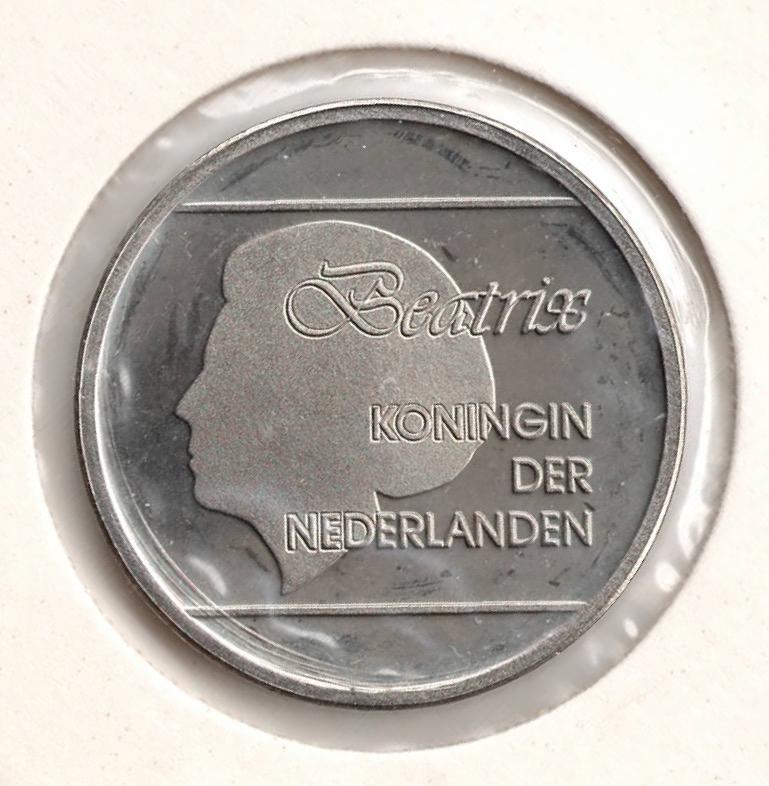 Beatrix
KONINGIN
DER
NEDERLANDEN